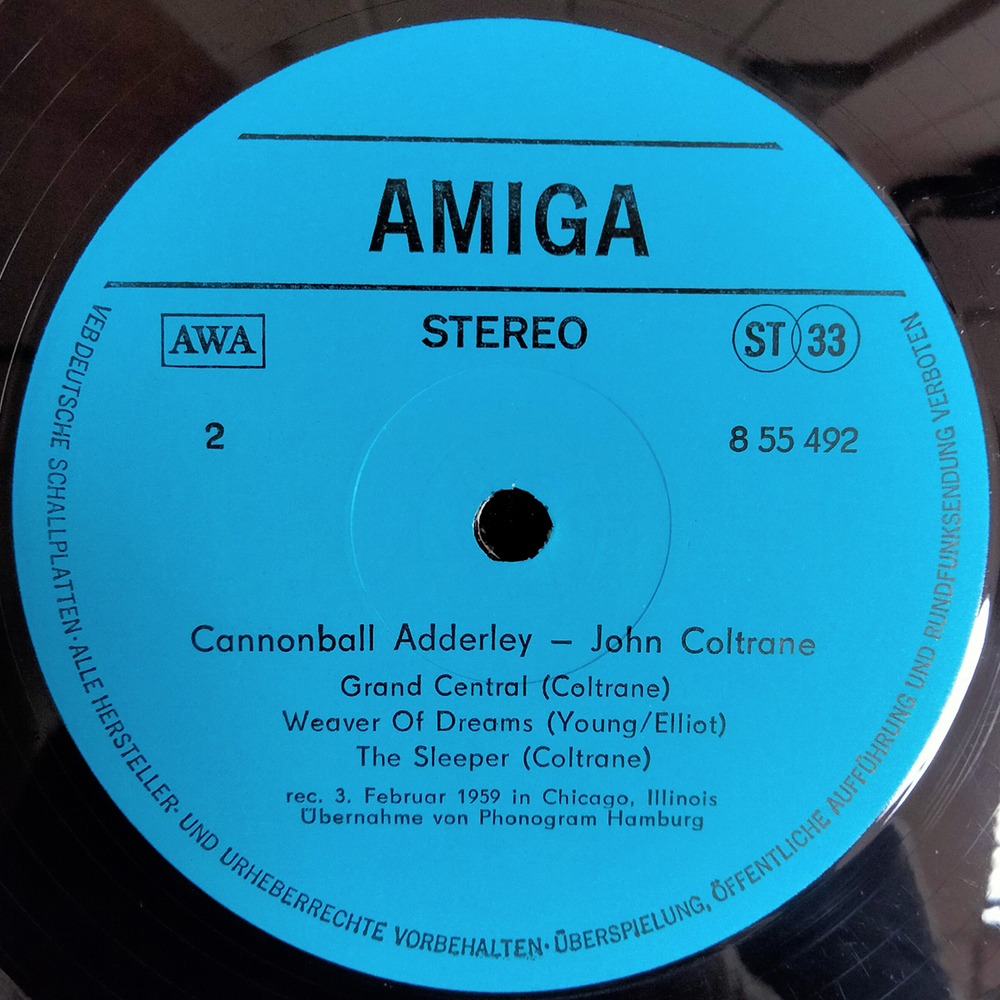 AMIGA
AWA
STEREO
ST 33
2
8 55 492
Cannonball Adderley – John Coltrane
Grand Central (Coltrane)
Weaver Of Dreams (Young/Elliot)
The Sleeper (Coltrane)
rec. 3. Februar 1959 in Chicago, Illinois
Übernahme von Phonogram Hamburg
VEB DEUTSCHE SCHALLPLATTEN · ALLE HERSTELLER- UND URHEBERRECHTE VORBEHALTEN · ÜBERSPIELUNG, ÖFFENTLICHE AUFFÜHRUNG UND RUNDFUNKSENDUNG VERBOTEN